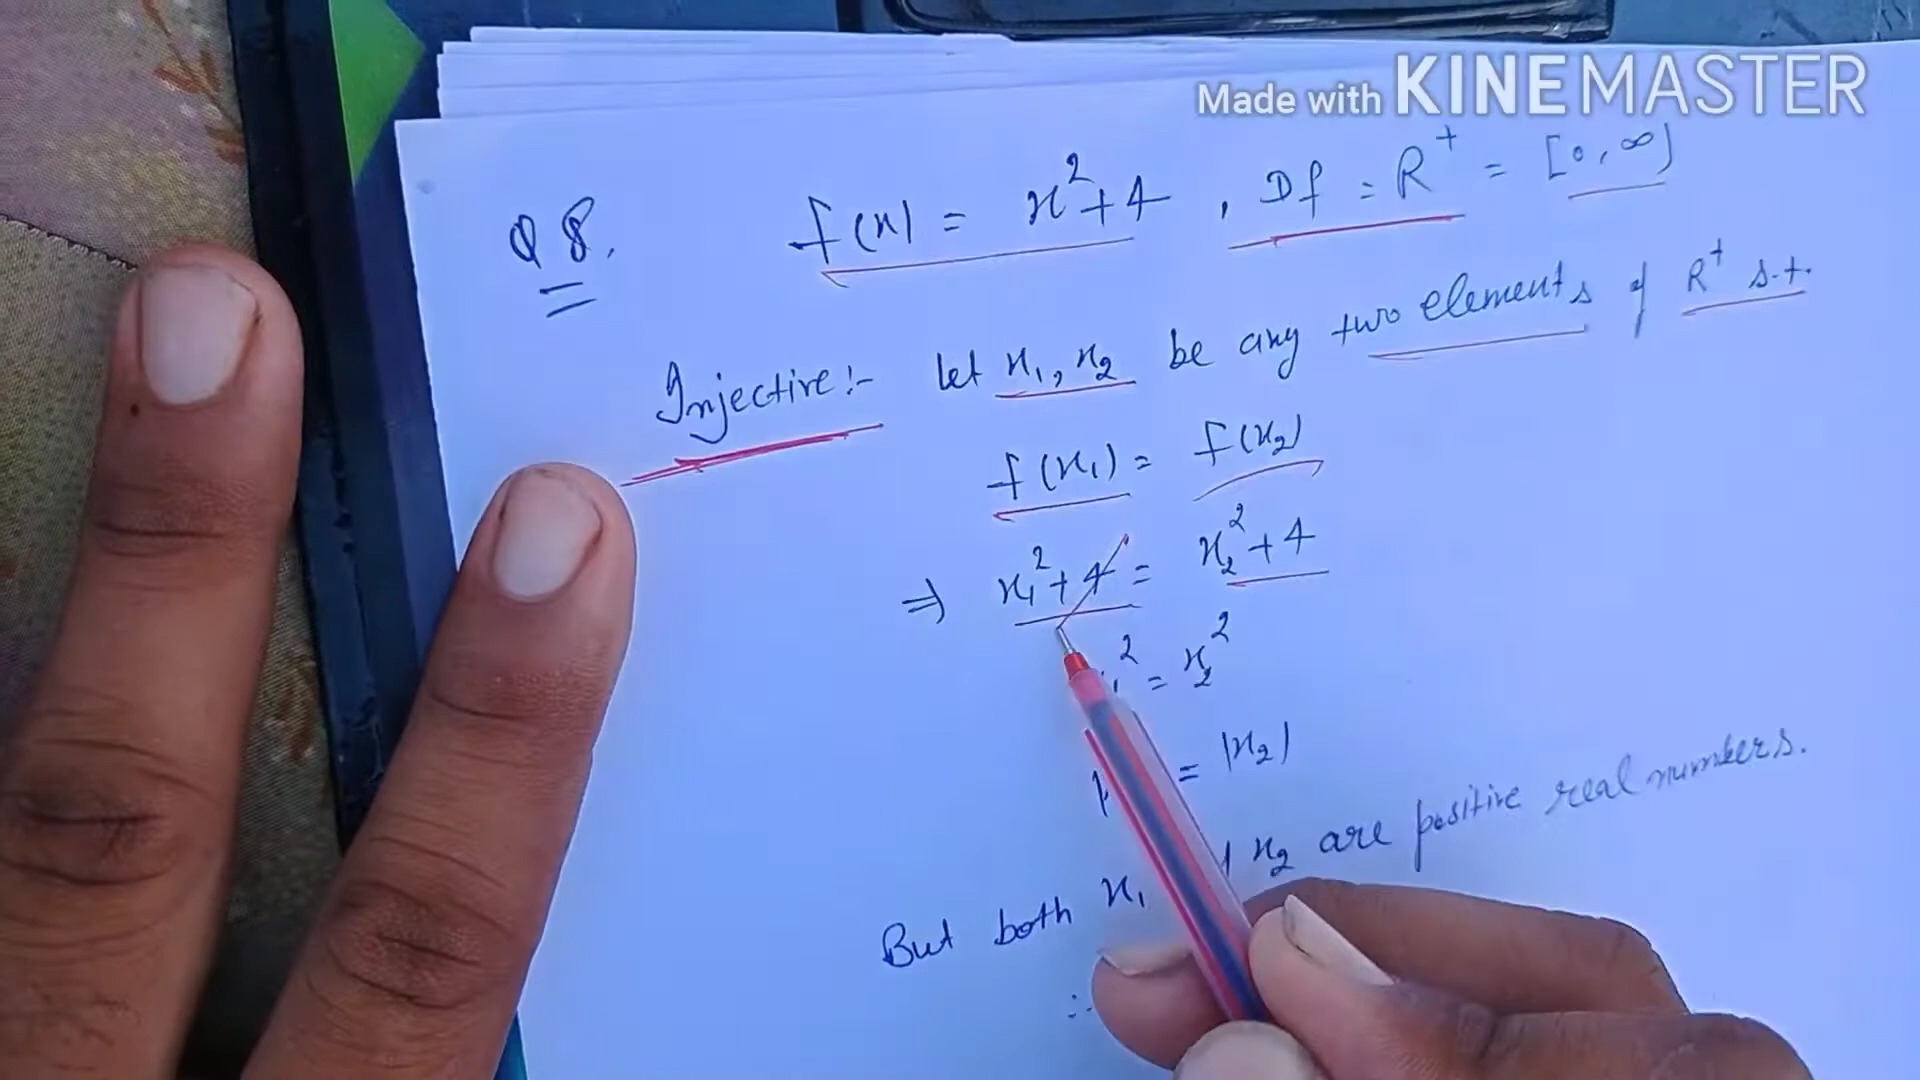 Made with KINEMASTER
Q 8. f(x) = x²+4 , Df = R⁺ = [0, ∞)
Injective:- Let x₁, x₂ be any two elements of R⁺ s.t.
f(x₁) = f(x₂)
⇒ x₁²+4 = x₂²+4
₁² = x₂²
= |x₂|
But both x₁ x₂ are positive real numbers.
∴